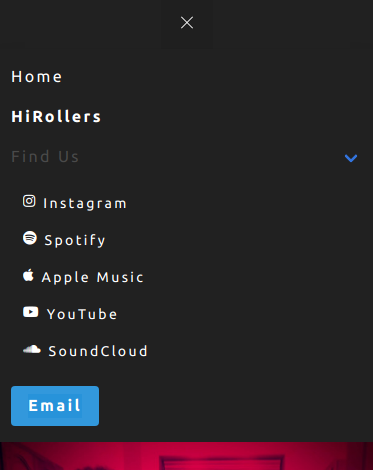 Home
HiRollers
Find Us
Instagram
Spotify
Apple Music
YouTube
SoundCloud
Email